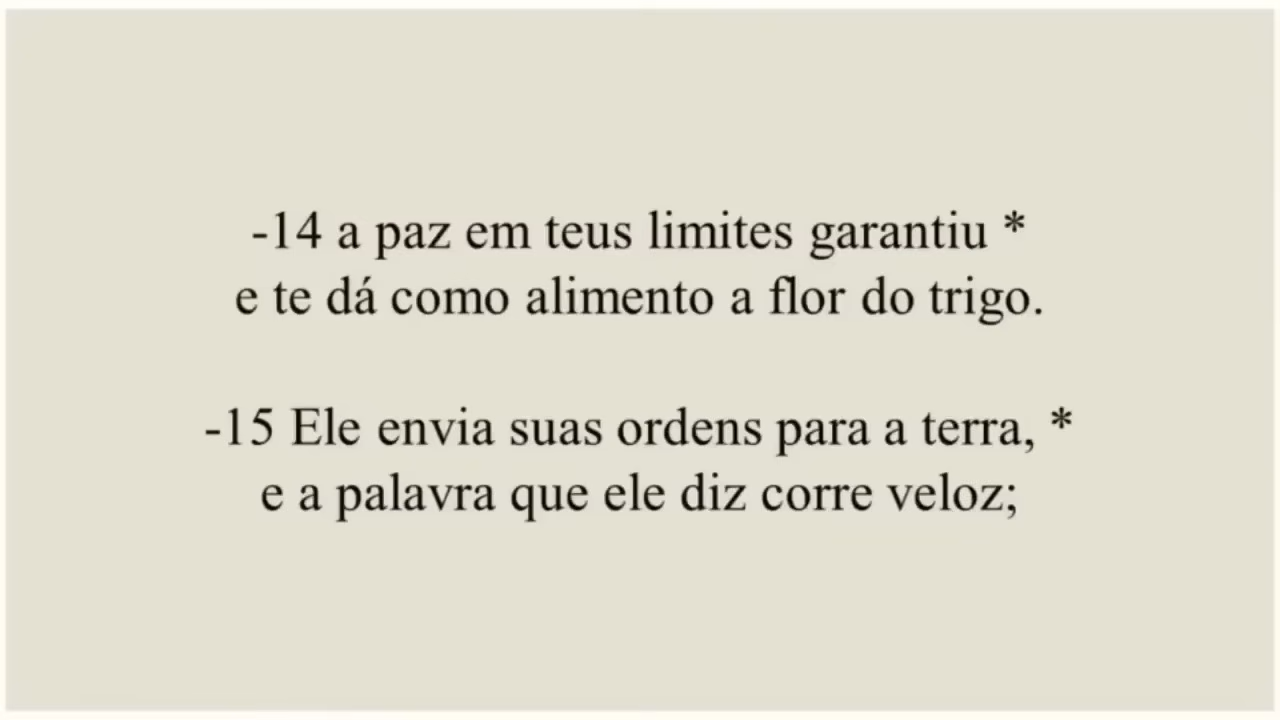 -14 a paz em teus limites garantiu *
e te dá como alimento a flor do trigo.
-15 Ele envia suas ordens para a terra, *
e a palavra que ele diz corre veloz;